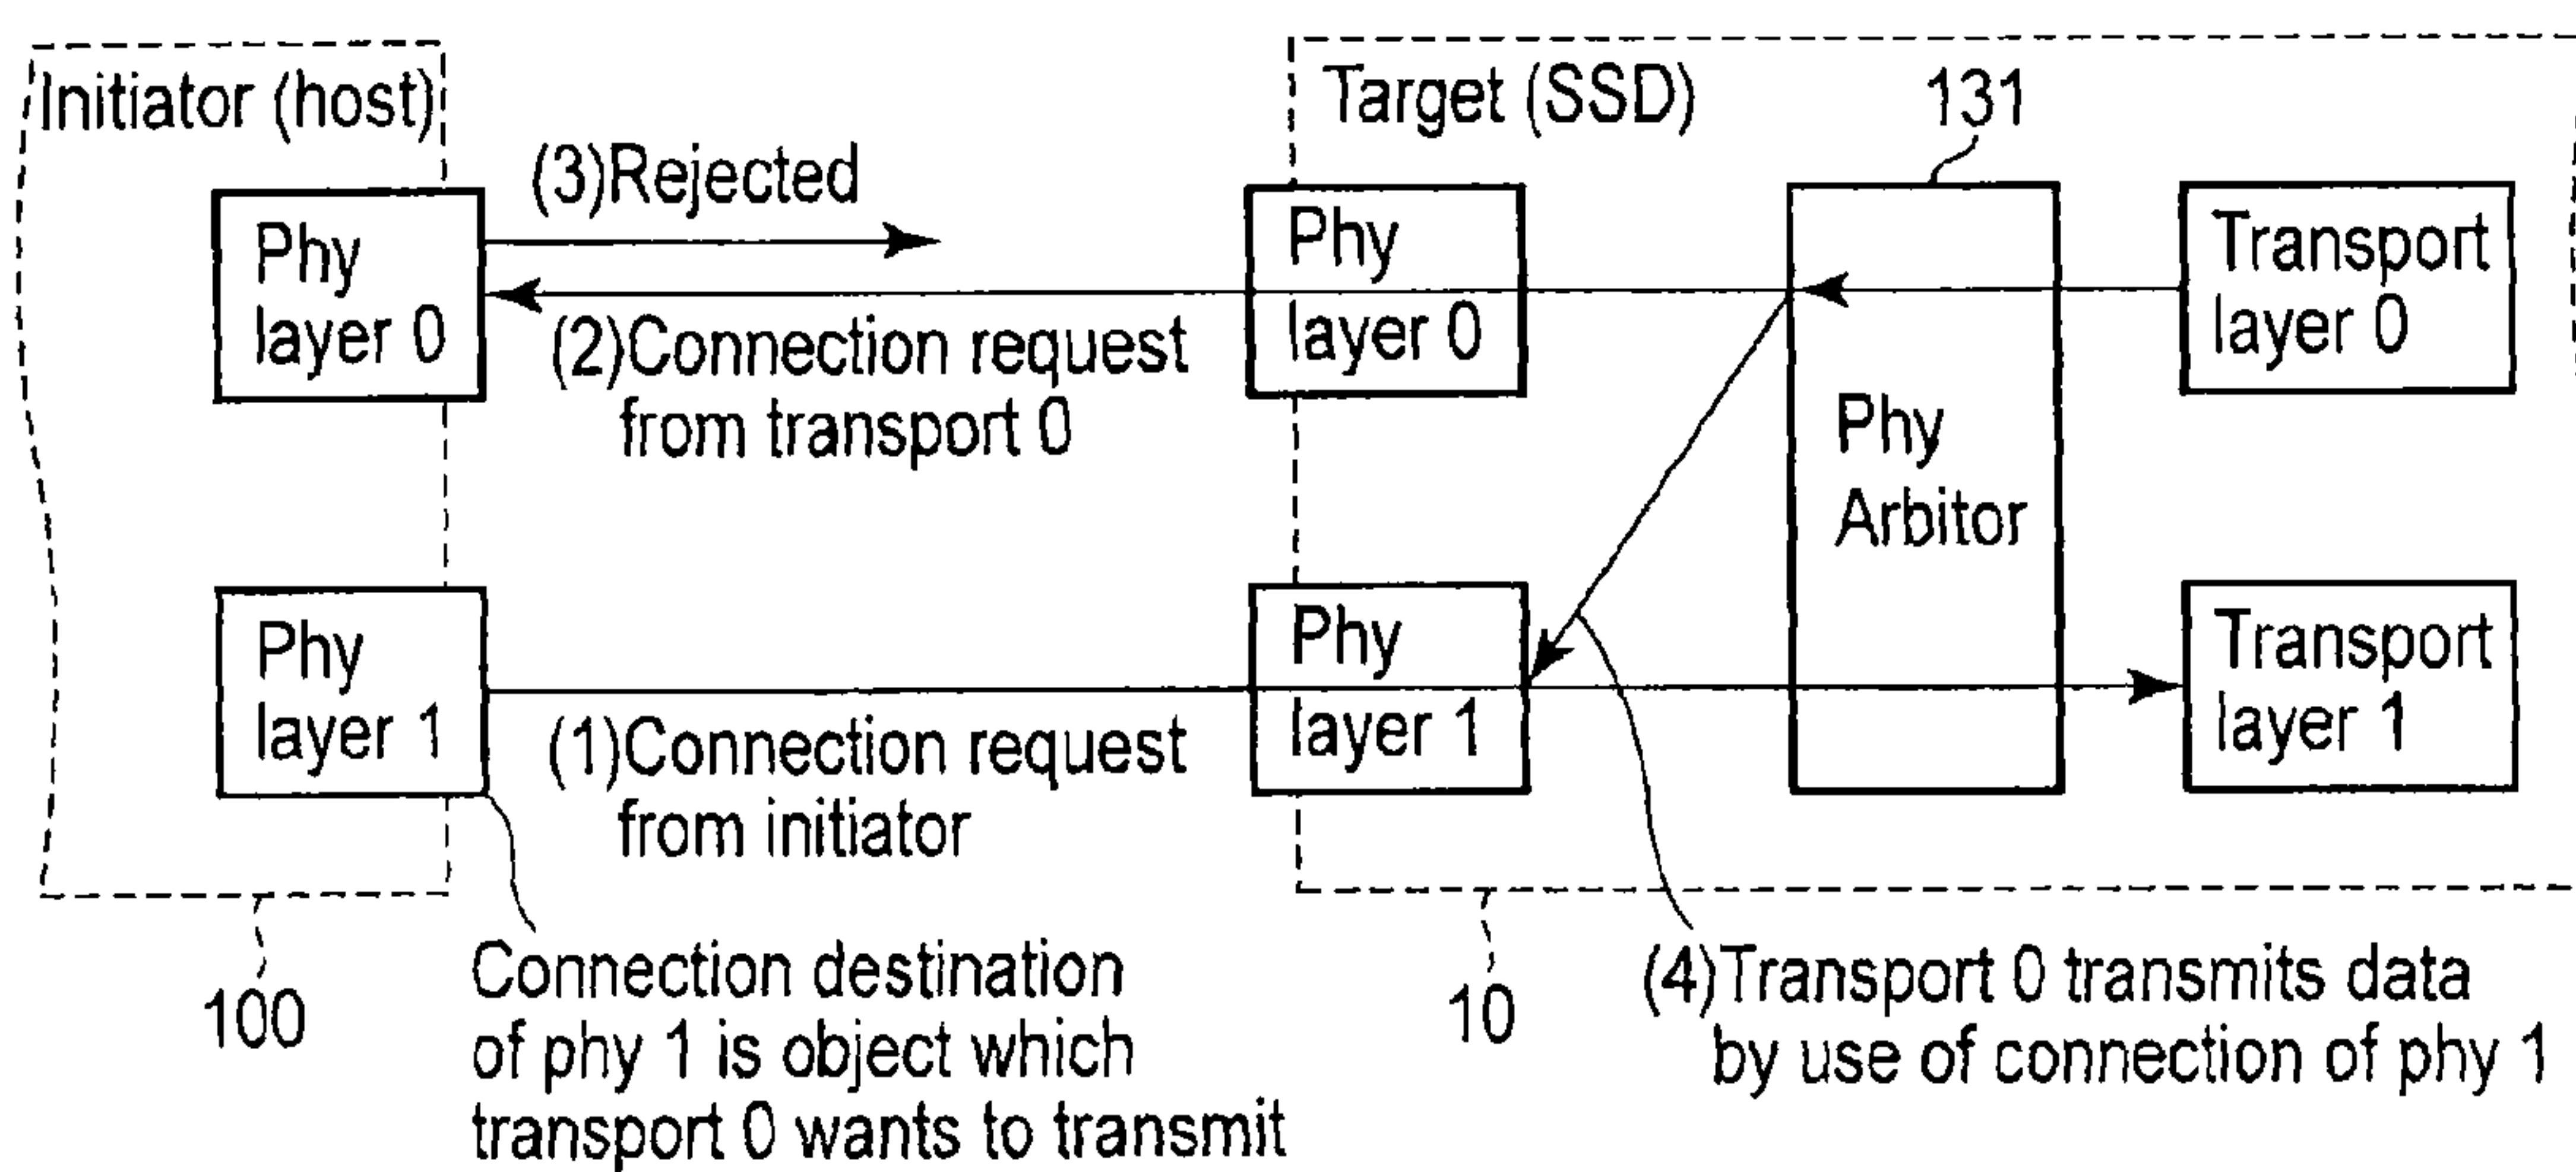 Initiator (host)
Target (SSD)
131
(3)Rejected
Phy
layer 0
Phy
layer 0
Transport
layer 0
(2)Connection request
from transport 0
Phy
Arbitor
Phy
layer 1
Phy
layer 1
Transport
layer 1
(1)Connection request
from initiator
100
Connection destination
of phy 1 is object which
transport 0 wants to transmit
10
(4)Transport 0 transmits data
by use of connection of phy 1